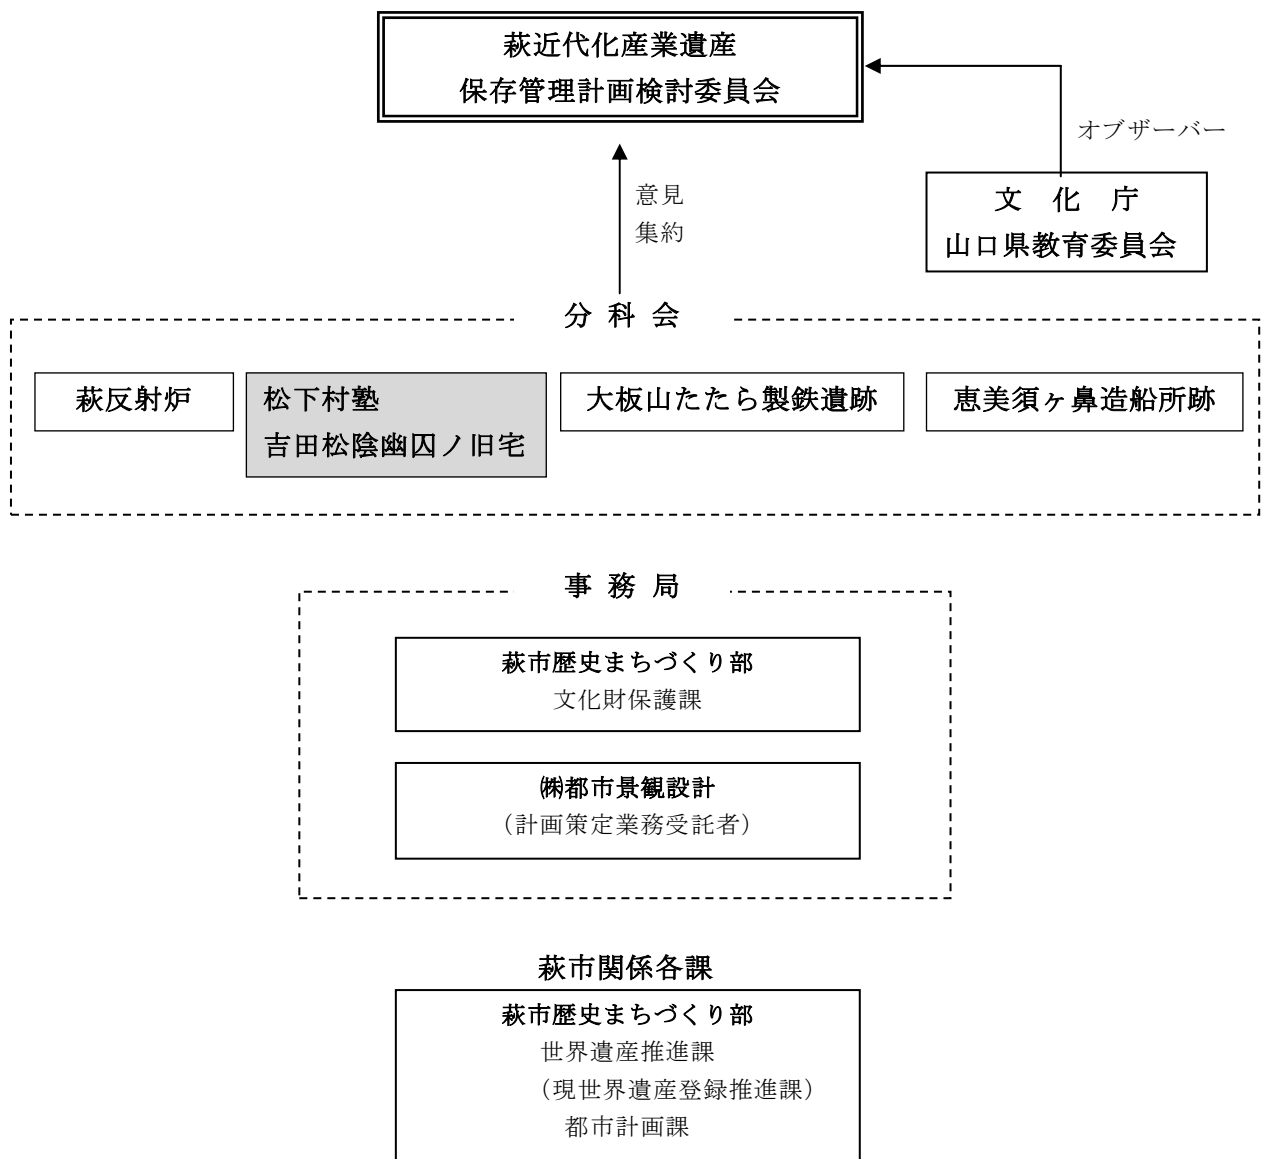 萩近代化産業遺産
保存管理計画検討委員会
オブザーバー
文 化 庁
山口県教育委員会
意見
集約
分 科 会
萩反射炉
松下村塾
吉田松陰幽囚ノ旧宅
大板山たたら製鉄遺跡
恵美須ヶ鼻造船所跡
事 務 局
萩市歴史まちづくり部
文化財保護課
㈱都市景観設計
(計画策定業務受託者)
萩市関係各課
萩市歴史まちづくり部
世界遺産推進課
(現世界遺産登録推進課)
都市計画課